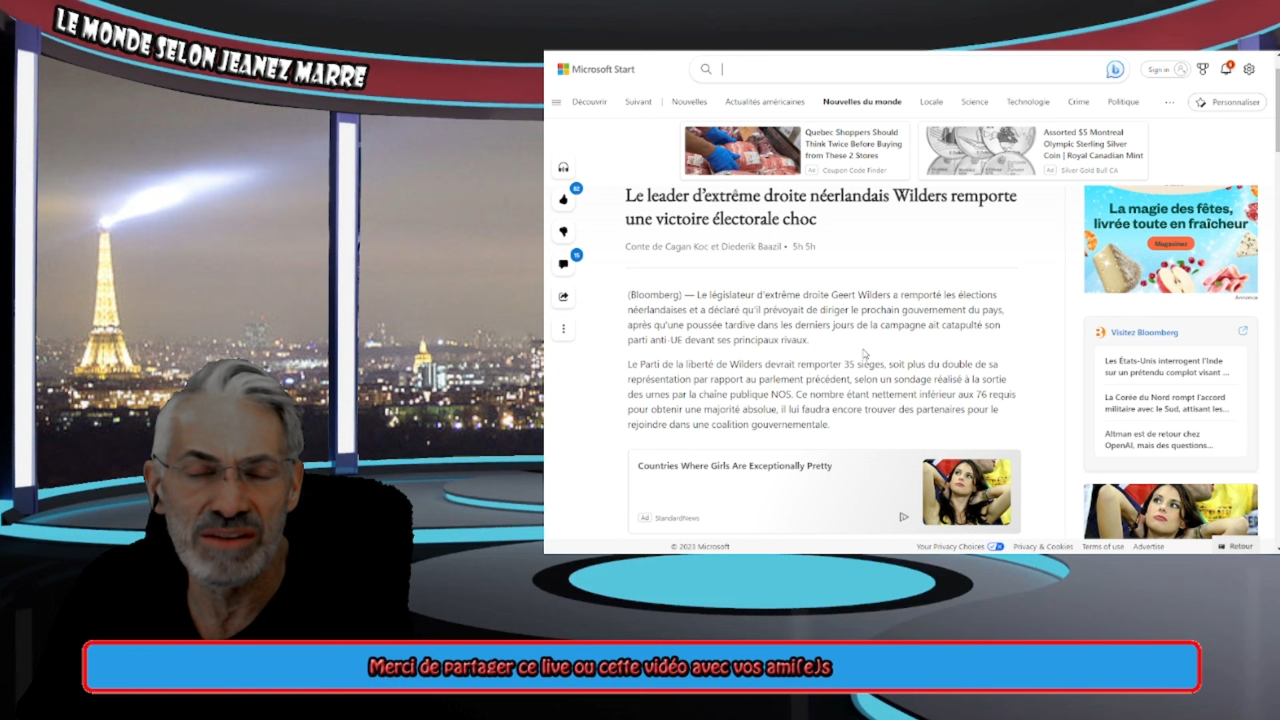 LE MONDE SELON JEANEZ MARRE
Microsoft Start
Sign in
Découvrir Suivant Nouvelles Actualités américaines Nouvelles du monde Locale Science Technologie Crime Politique ... Personnaliser
Quebec Shoppers Should
Think Twice Before Buying
from These 2 Stores
Ad Coupon Code Finder
Assorted $5 Montreal
Olympic Sterling Silver
Coin | Royal Canadian Mint
Ad Silver Gold Bull CA
82
15
Le leader d'extrême droite néerlandais Wilders remporte
une victoire électorale choc
Conte de Cagan Koc et Diederik Baazil • 5h 5h
(Bloomberg) — Le législateur d'extrême droite Geert Wilders a remporté les élections
néerlandaises et a déclaré qu'il prévoyait de diriger le prochain gouvernement du pays,
après qu'une poussée tardive dans les derniers jours de la campagne ait catapulté son
parti anti-UE devant ses principaux rivaux.
Le Parti de la liberté de Wilders devrait remporter 35 sièges, soit plus du double de sa
représentation par rapport au parlement précédent, selon un sondage réalisé à la sortie
des urnes par la chaîne publique NOS. Ce nombre étant nettement inférieur aux 76 requis
pour obtenir une majorité absolue, il lui faudra encore trouver des partenaires pour le
rejoindre dans une coalition gouvernementale.
Countries Where Girls Are Exceptionally Pretty
Ad StandardNews
La magie des fêtes,
livrée toute en fraîcheur
Magasinez
Annonce
Visitez Bloomberg
Les États-Unis interrogent l'Inde
sur un prétendu complot visant ...
La Corée du Nord rompt l'accord
militaire avec le Sud, attisant les...
Altman est de retour chez
OpenAI, mais des questions...
© 2023 Microsoft
Your Privacy Choices Privacy & Cookies Terms of use Advertise Retour
Merci de partager ce live ou cette vidéo avec vos ami(e)s